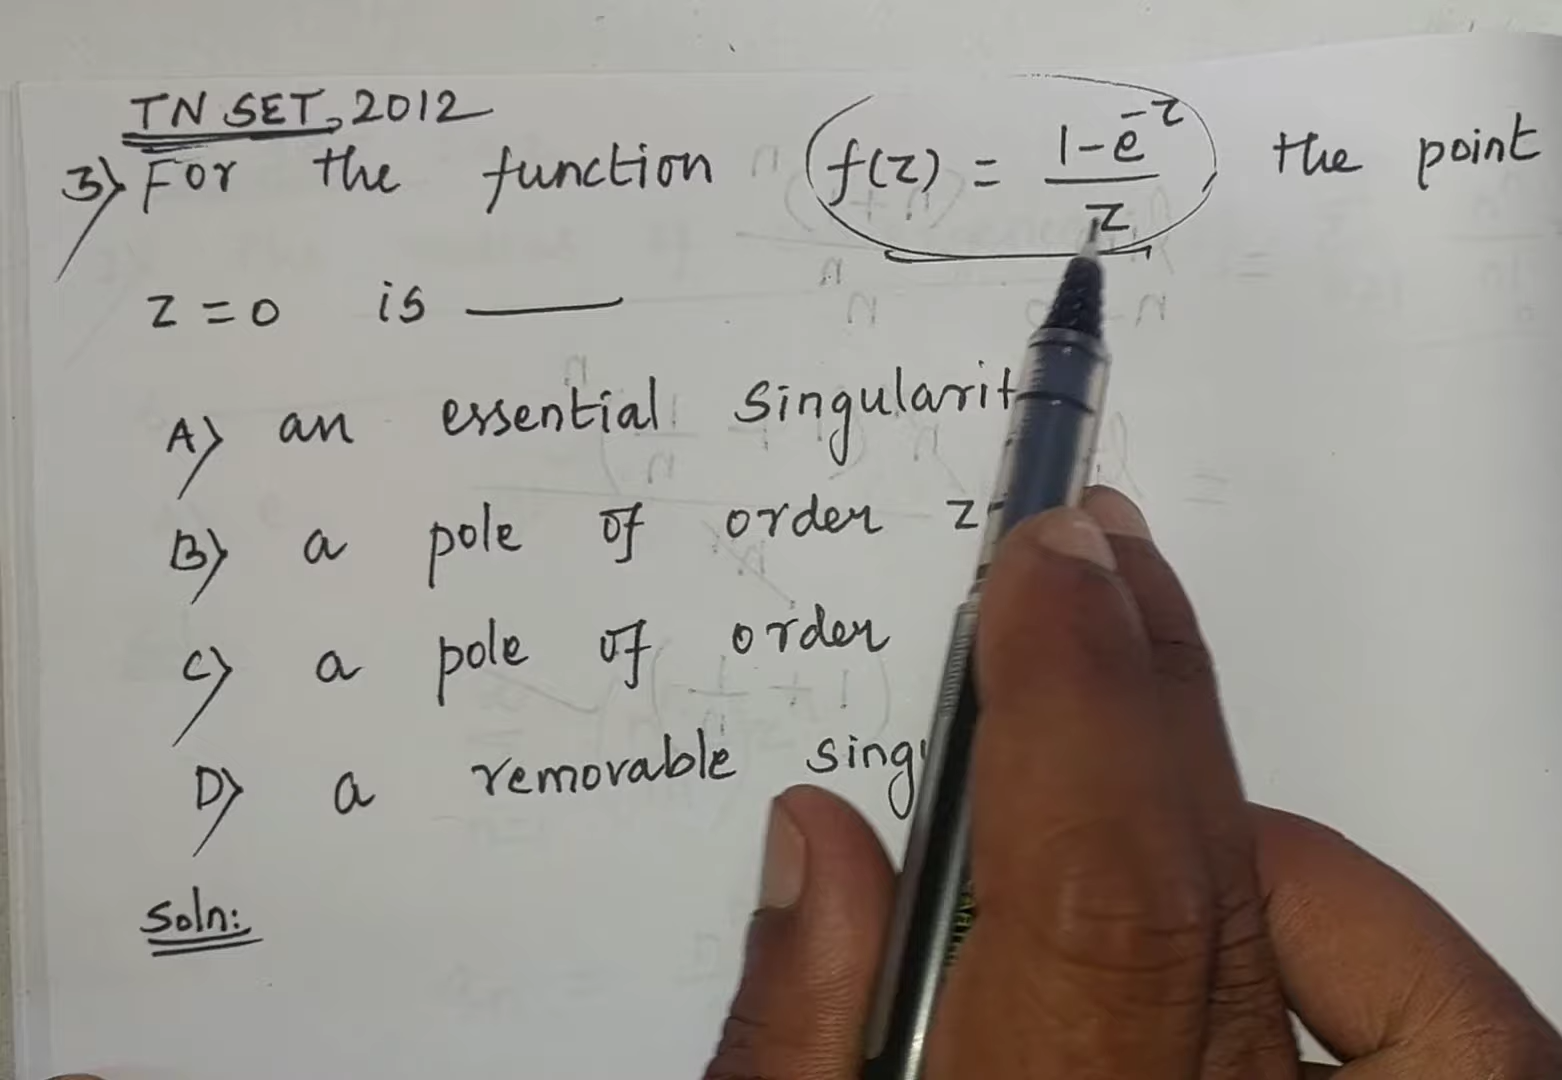 TN SET, 2012
3) For the function f(z) = (1-e^-z)/z the point
z = 0 is ____
A) an essential singularit
B) a pole of order z
C) a pole of order
D) a removable sing
Soln: